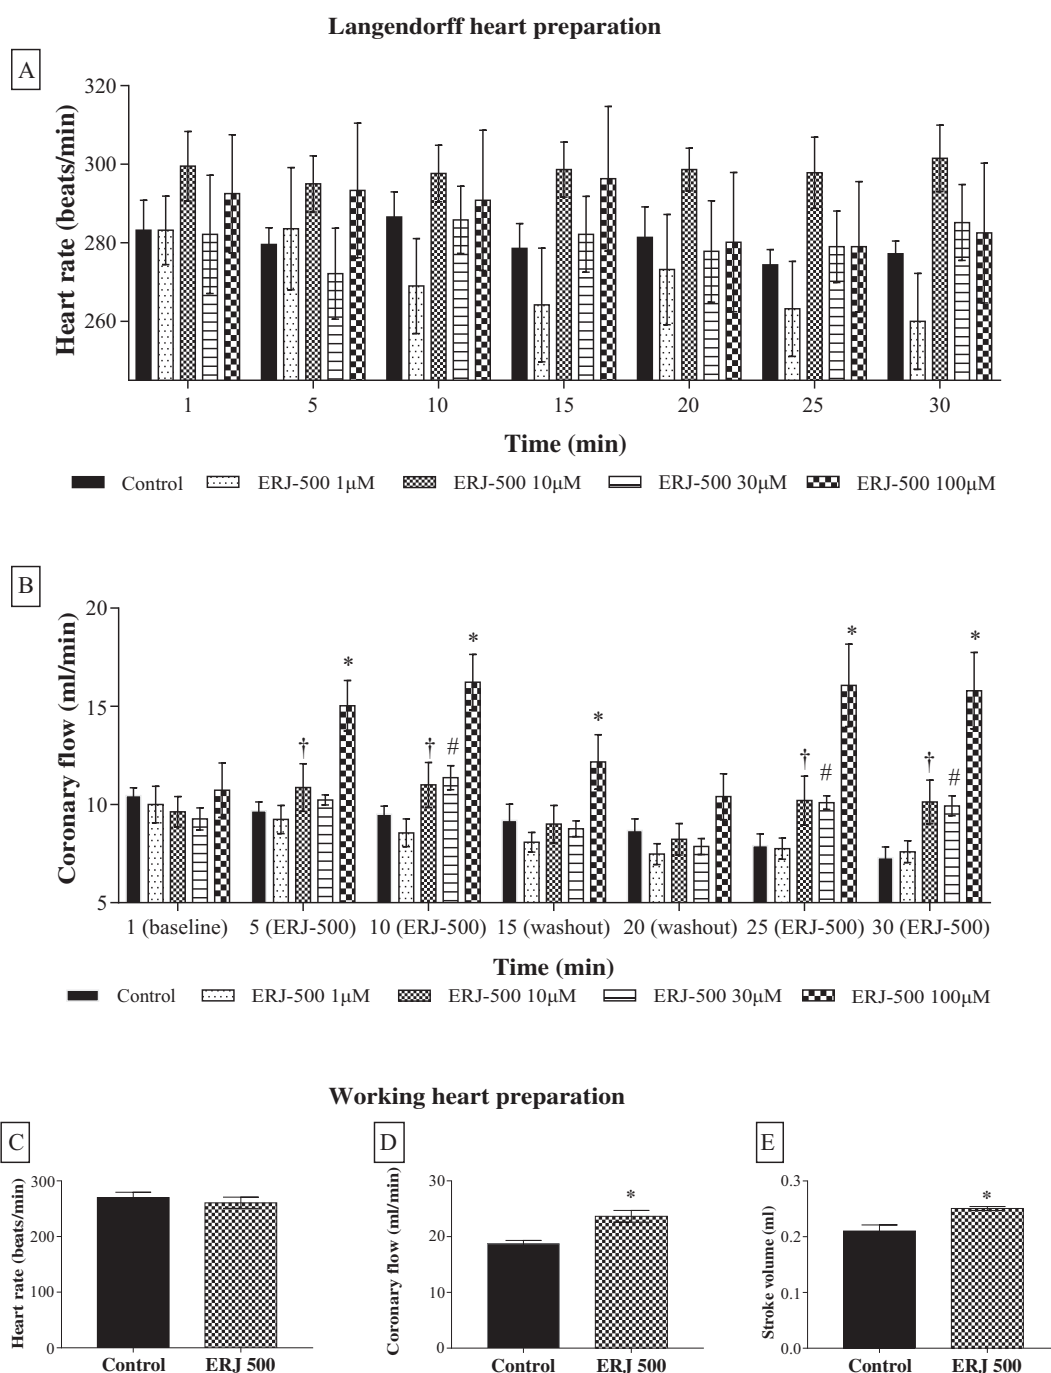 Langendorff heart preparation
A
Heart rate (beats/min)
320
300
280
260
1 5 10 15 20 25 30
Time (min)
Control ERJ-500 1μM ERJ-500 10μM ERJ-500 30μM ERJ-500 100μM
B
Coronary flow (ml/min)
20
15
10
5
* * * * *
† † † †
# # #
1 (baseline) 5 (ERJ-500) 10 (ERJ-500) 15 (washout) 20 (washout) 25 (ERJ-500) 30 (ERJ-500)
Time (min)
Control ERJ-500 1μM ERJ-500 10μM ERJ-500 30μM ERJ-500 100μM
Working heart preparation
C
Heart rate (beats/min)
300
200
100
0
Control ERJ 500
D
Coronary flow (ml/min)
30
20
10
0
*
Control ERJ 500
E
Stroke volume (ml)
0.3
0.2
0.1
0.0
*
Control ERJ 500